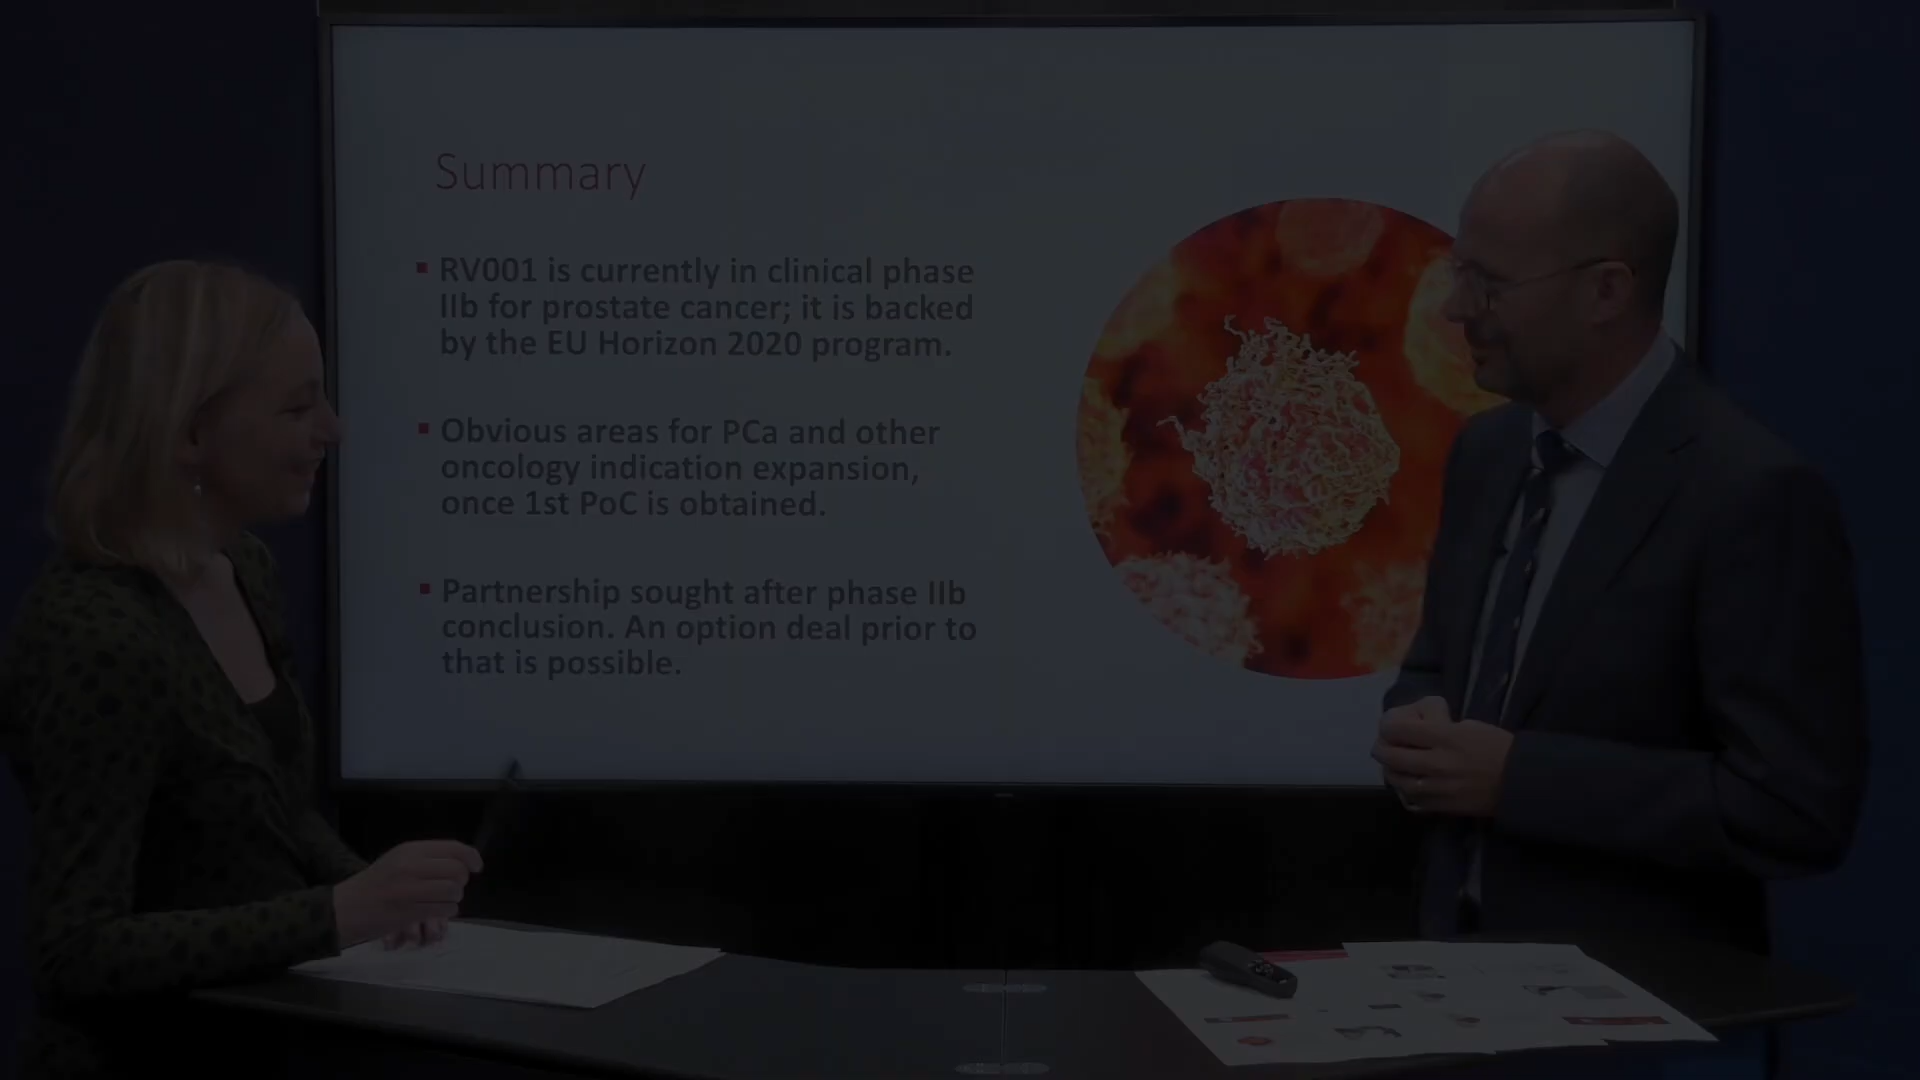 Summary
▪ RV001 is currently in clinical phase
IIb for prostate cancer; it is backed
by the EU Horizon 2020 program.
▪ Obvious areas for PCa and other
oncology indication expansion,
once 1st PoC is obtained.
▪ Partnership sought after phase IIb
conclusion. An option deal prior to
that is possible.